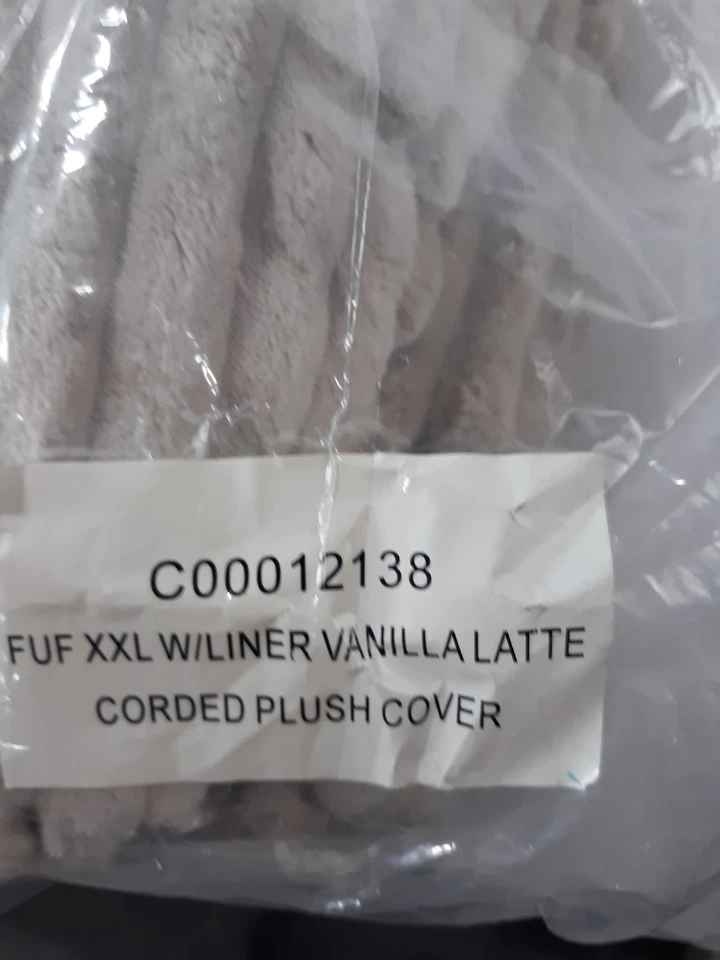 C00012138
FUF XXL W/LINER VANILLA LATTE
CORDED PLUSH COVER